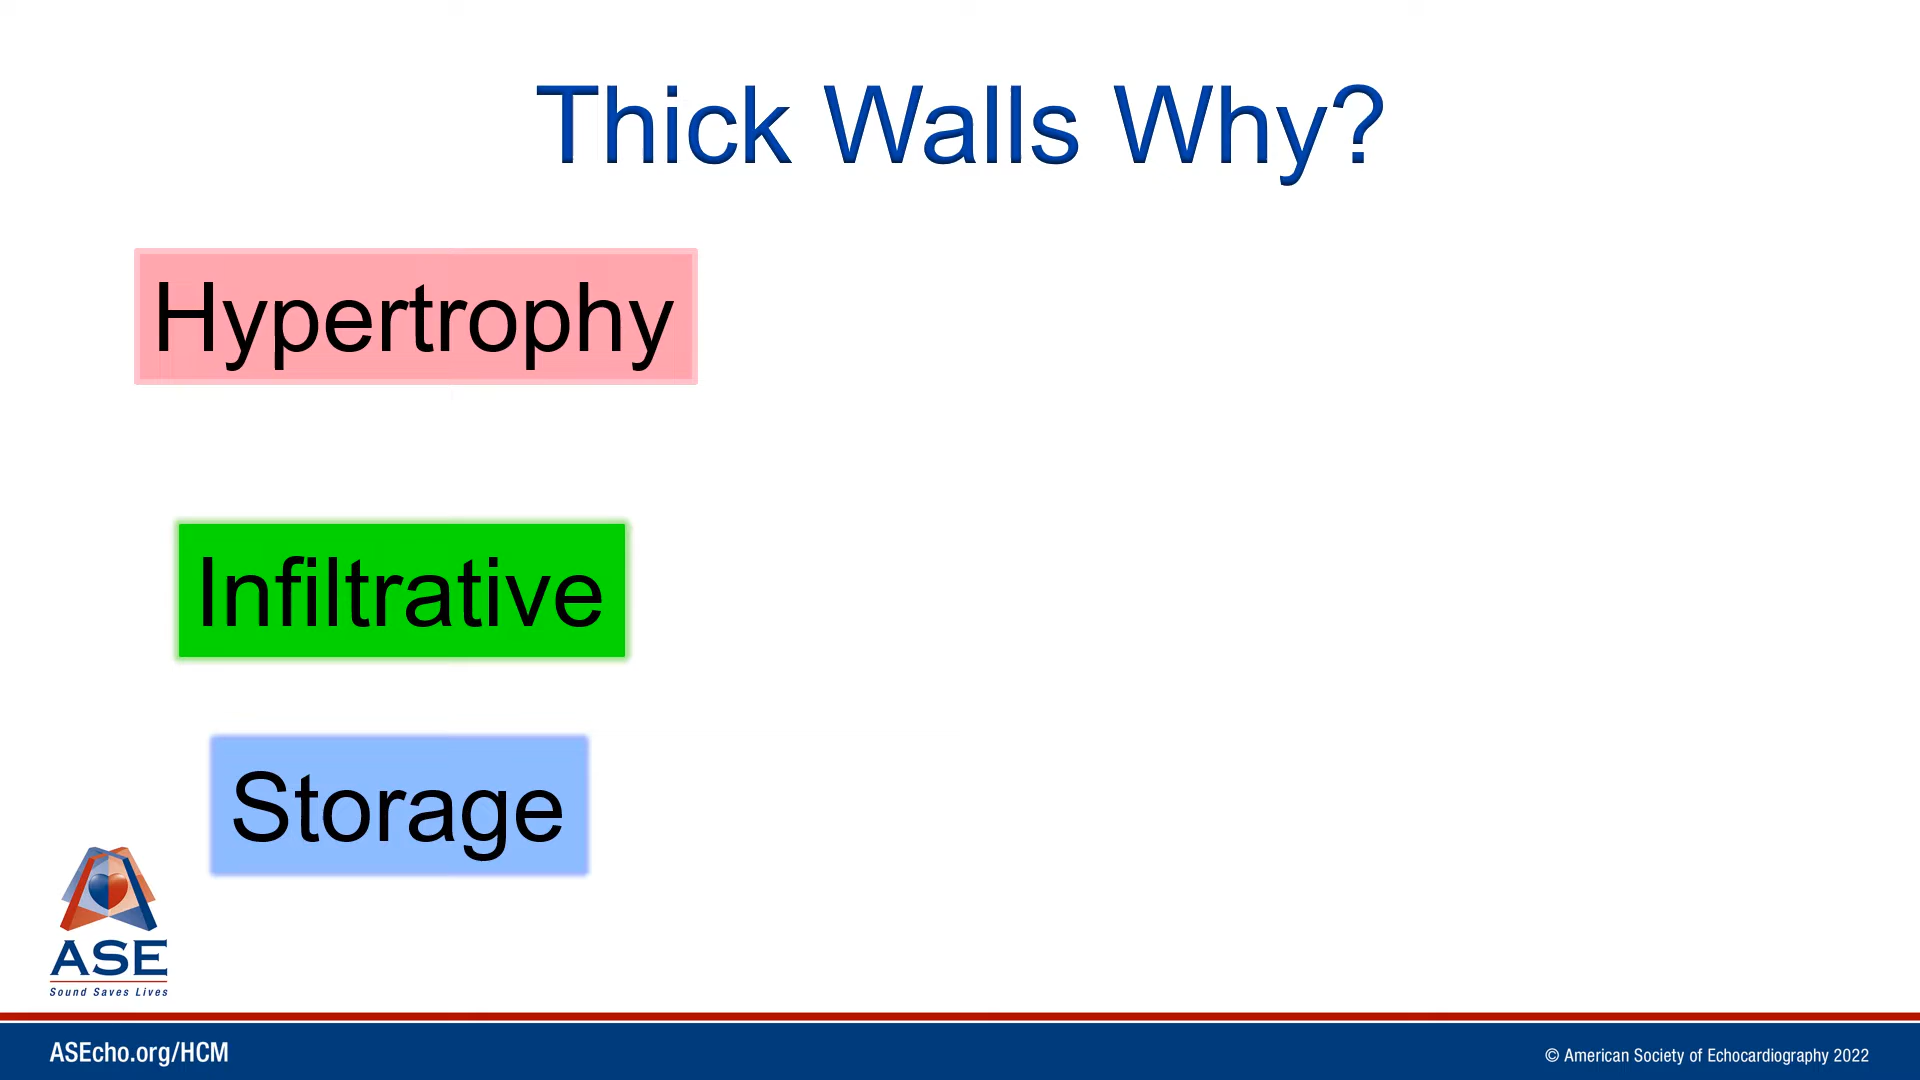 Thick Walls Why?
Hypertrophy
Infiltrative
Storage
ASE
Sound Saves Lives
ASEcho.org/HCM
© American Society of Echocardiography 2022